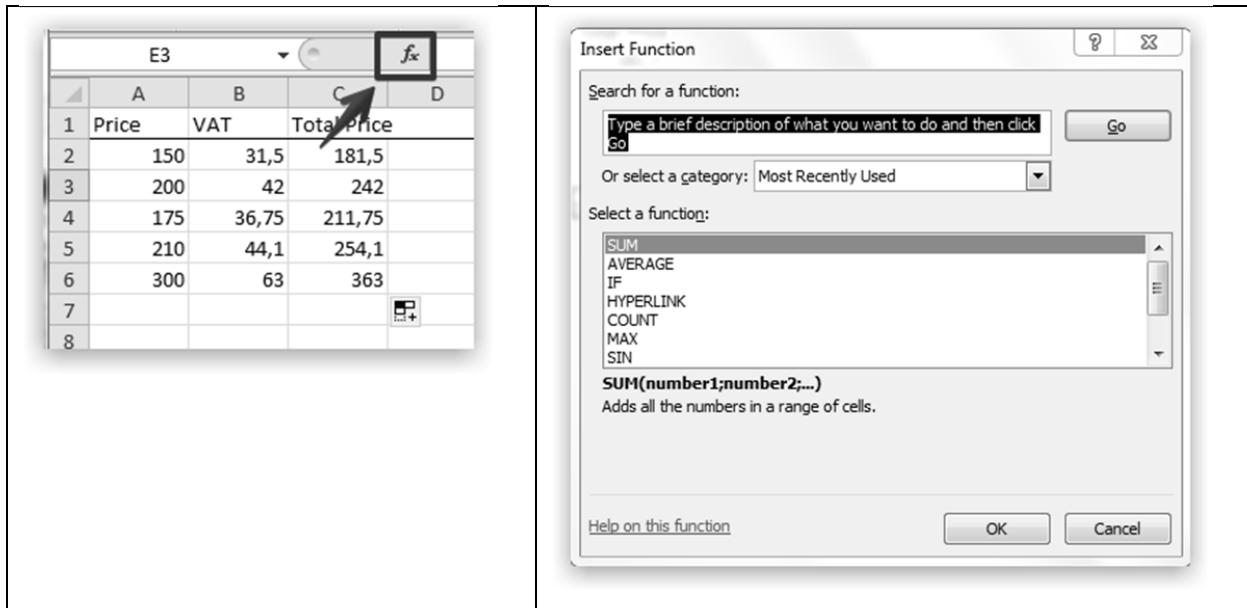 E3 fx
A B C D
1 Price VAT Total Price
2 150 31,5 181,5
3 200 42 242
4 175 36,75 211,75
5 210 44,1 254,1
6 300 63 363
7
8
Insert Function
Search for a function:
Type a brief description of what you want to do and then click
Go
Go
Or select a category: Most Recently Used
Select a function:
SUM
AVERAGE
IF
HYPERLINK
COUNT
MAX
SIN
SUM(number1;number2;...)
Adds all the numbers in a range of cells.
Help on this function
OK Cancel